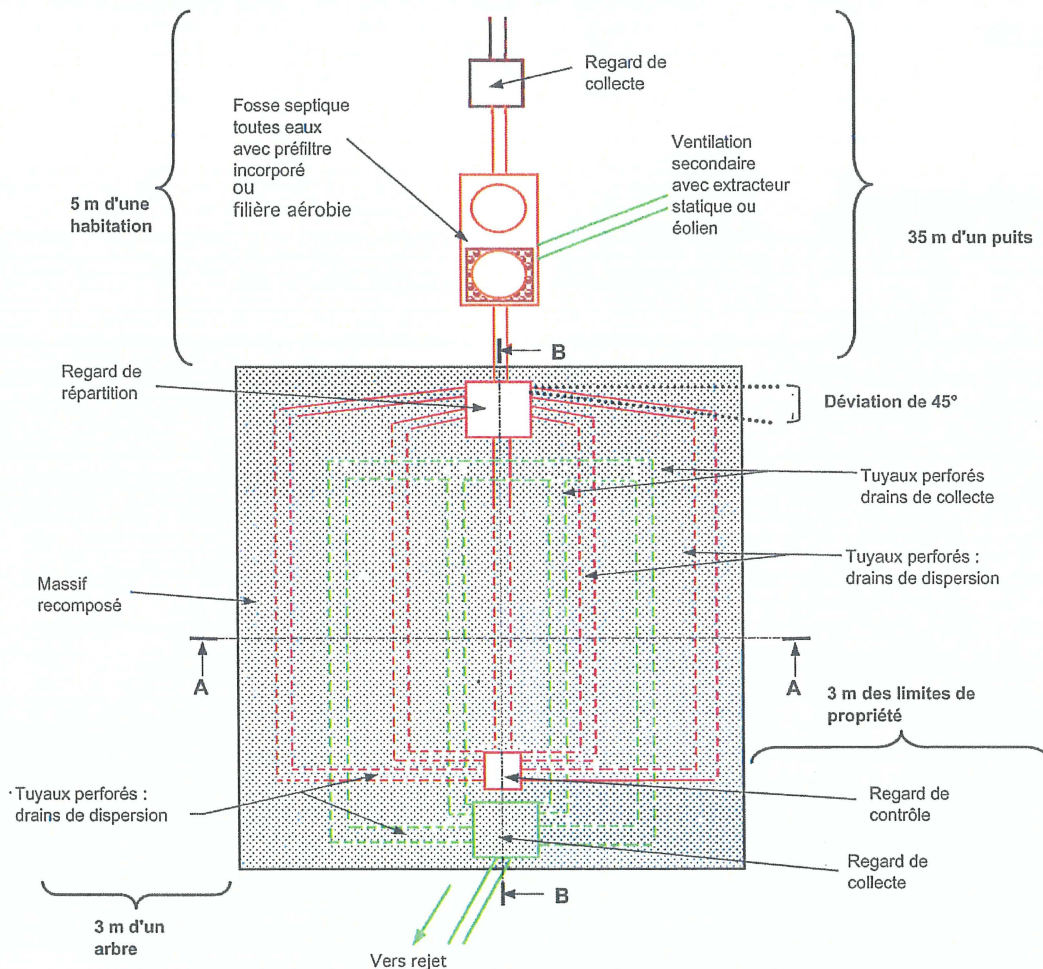 Regard de
collecte
Fosse septique
toutes eaux
avec préfiltre
incorporé
ou
filière aérobie
Ventilation
secondaire
avec extracteur
statique ou
éolien
5 m d'une
habitation
35 m d'un puits
B
Regard de
répartition
Déviation de 45°
Tuyaux perforés
drains de collecte
Tuyaux perforés :
drains de dispersion
Massif
recomposé
A
A
3 m des limites de
propriété
Tuyaux perforés :
drains de dispersion
Regard de
contrôle
Regard de
collecte
B
3 m d'un
arbre
Vers rejet